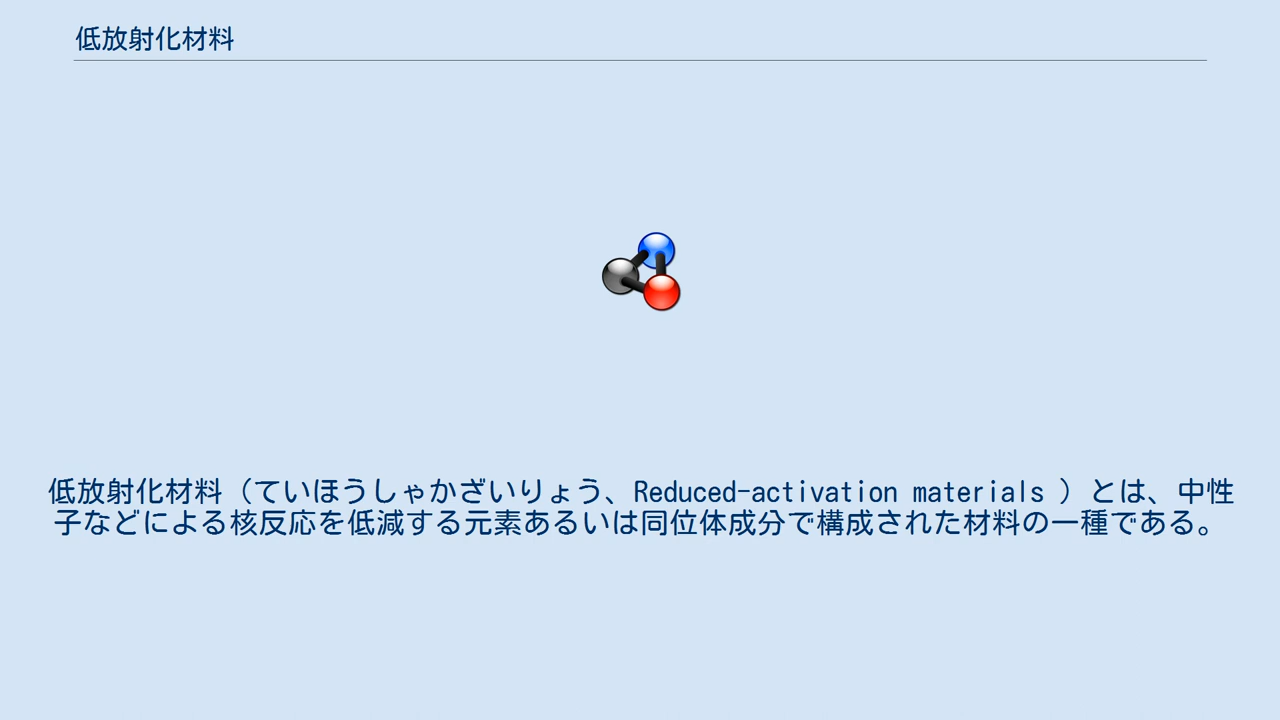 低放射化材料
低放射化材料（ていほうしゃかざいりょう、Reduced-activation materials ）とは、中性
子などによる核反応を低減する元素あるいは同位体成分で構成された材料の一種である。